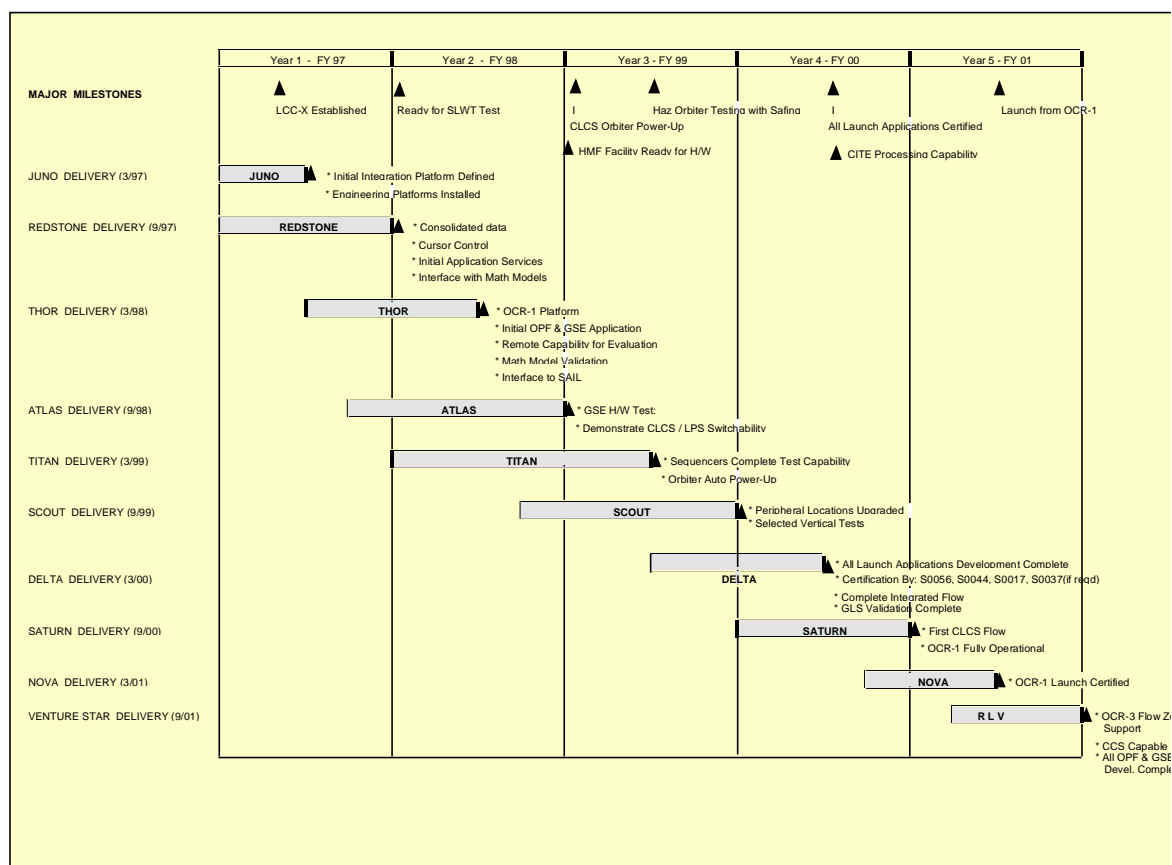 Year 1 - FY 97 Year 2 - FY 98 Year 3 - FY 99 Year 4 - FY 00 Year 5 - FY 01
MAJOR MILESTONES
LCC-X Established Ready for SLWT Test Haz Orbiter Testing with Safing Launch from OCR-1
CLCS Orbiter Power-Up All Launch Applications Certified
HMF Facility Ready for H/W CITE Processing Capability
JUNO DELIVERY (3/97) JUNO * Initial Integration Platform Defined
* Engineering Platforms Installed
REDSTONE DELIVERY (9/97) REDSTONE * Consolidated data
* Cursor Control
* Initial Application Services
* Interface with Math Models
THOR DELIVERY (3/98) THOR * OCR-1 Platform
* Initial OPF & GSE Application
* Remote Capability for Evaluation
* Math Model Validation
* Interface to SAIL
ATLAS DELIVERY (9/98) ATLAS * GSE H/W Test:
* Demonstrate CLCS / LPS Switchability
TITAN DELIVERY (3/99) TITAN * Sequencers Complete Test Capability
* Orbiter Auto Power-Up
SCOUT DELIVERY (9/99) SCOUT * Peripheral Locations Upgraded
* Selected Vertical Tests
* All Launch Applications Development Complete
DELTA DELIVERY (3/00) DELTA * Certification By: S0056, S0044, S0017, S0037(if reqd)
* Complete Integrated Flow
* GLS Validation Complete
SATURN DELIVERY (9/00) SATURN * First CLCS Flow
* OCR-1 Fully Operational
NOVA DELIVERY (3/01) NOVA * OCR-1 Launch Certified
VENTURE STAR DELIVERY (9/01) R L V * OCR-3 Flow
Support
* CCS Capable
* All OPF & GSE
Devel.